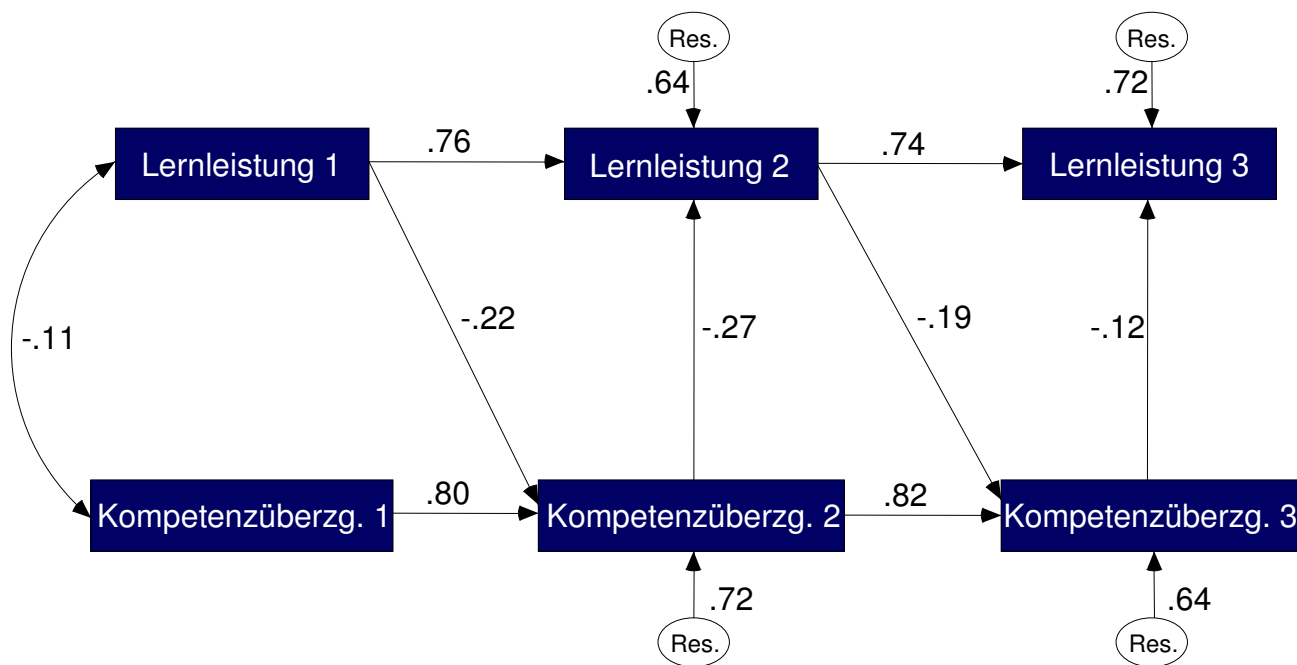 Res.
Res.
.64
.72
.76
.74
Lernleistung 1
Lernleistung 2
Lernleistung 3
-.11
-.22
-.27
-.19
-.12
.80
.82
Kompetenzüberzg. 1
Kompetenzüberzg. 2
Kompetenzüberzg. 3
.72
.64
Res.
Res.